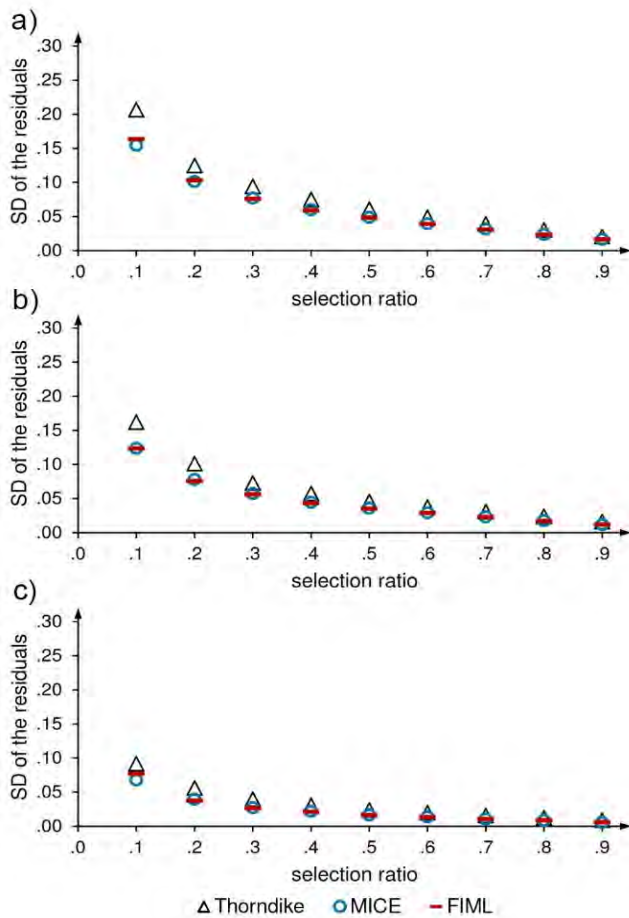 a)
SD of the residuals
.30
.25
.20
.15
.10
.05
.00
.0 .1 .2 .3 .4 .5 .6 .7 .8 .9
selection ratio
b)
SD of the residuals
.30
.25
.20
.15
.10
.05
.00
.0 .1 .2 .3 .4 .5 .6 .7 .8 .9
selection ratio
c)
SD of the residuals
.30
.25
.20
.15
.10
.05
.00
.0 .1 .2 .3 .4 .5 .6 .7 .8 .9
selection ratio
Thorndike MICE FIML